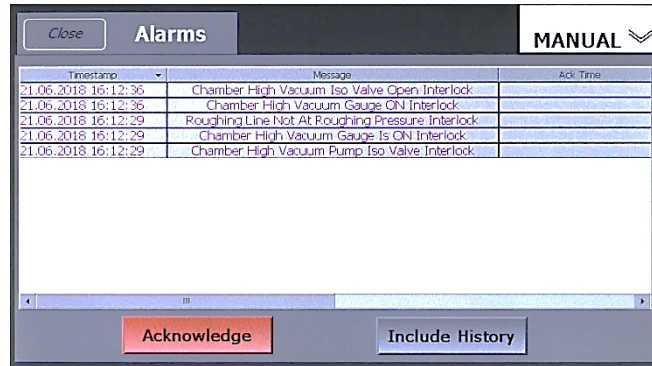 Close
Alarms
MANUAL
Timestamp Message Ack Time
21.06.2018 16:12:36 Chamber High Vacuum Iso Valve Open Interlock
21.06.2018 16:12:36 Chamber High Vacuum Gauge ON Interlock
21.06.2018 16:12:29 Roughing Line Not At Roughing Pressure Interlock
21.06.2018 16:12:29 Chamber High Vacuum Gauge Is ON Interlock
21.06.2018 16:12:29 Chamber High Vacuum Pump Iso Valve Interlock
Acknowledge
Include History